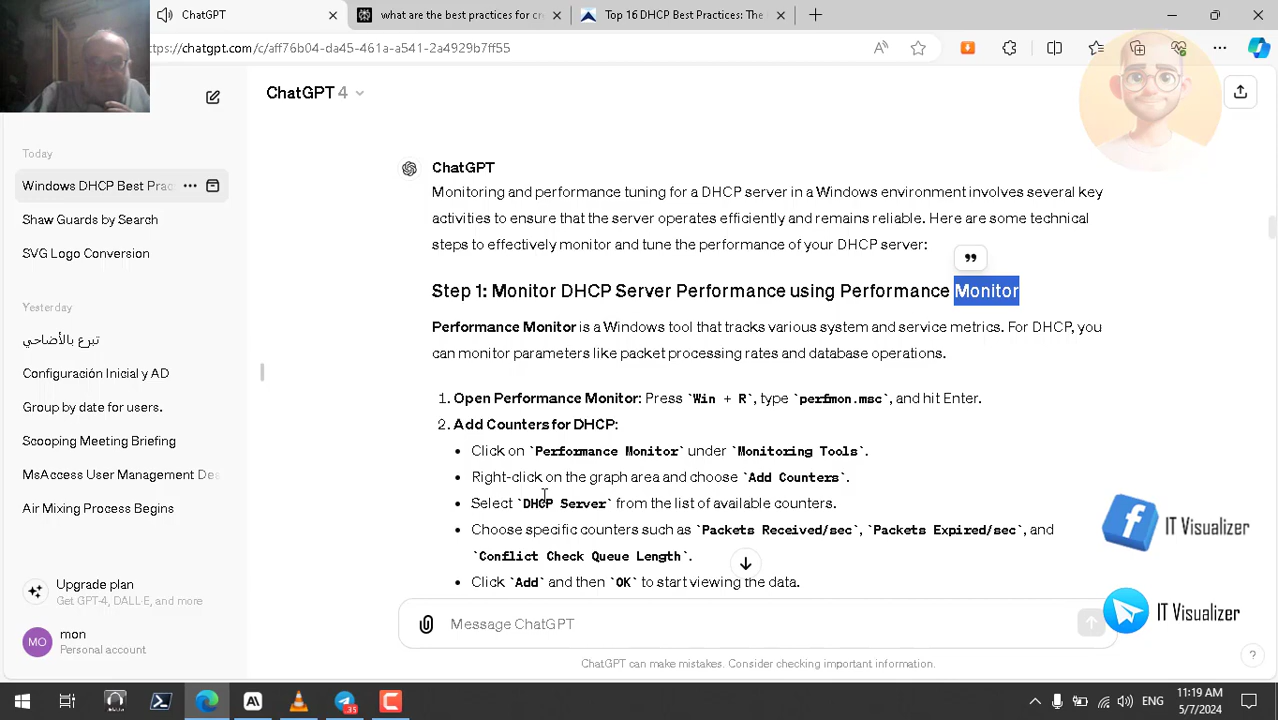 ChatGPT
what are the best practices for cr
Top 16 DHCP Best Practices: The
ttps://chatgpt.com/c/aff76b04-da45-461a-a541-2a4929b7ff55
ChatGPT 4
Today
Windows DHCP Best Prac
Shaw Guards by Search
SVG Logo Conversion
Yesterday
تبرع بالأضاحي
Configuración Inicial y AD
Group by date for users.
Scooping Meeting Briefing
MsAccess User Management Des
Air Mixing Process Begins
Upgrade plan
Get GPT-4, DALL·E, and more
MO
mon
Personal account
ChatGPT
Monitoring and performance tuning for a DHCP server in a Windows environment involves several key
activities to ensure that the server operates efficiently and remains reliable. Here are some technical
steps to effectively monitor and tune the performance of your DHCP server:
Step 1: Monitor DHCP Server Performance using Performance Monitor
Performance Monitor is a Windows tool that tracks various system and service metrics. For DHCP, you
can monitor parameters like packet processing rates and database operations.
1. Open Performance Monitor: Press `Win + R`, type `perfmon.msc`, and hit Enter.
2. Add Counters for DHCP:
• Click on `Performance Monitor` under `Monitoring Tools`.
• Right-click on the graph area and choose `Add Counters`.
• Select `DHCP Server` from the list of available counters.
• Choose specific counters such as `Packets Received/sec`, `Packets Expired/sec`, and
`Conflict Check Queue Length`.
• Click `Add` and then `OK` to start viewing the data.
Message ChatGPT
ChatGPT can make mistakes. Consider checking important information.
?
IT Visualizer
IT Visualizer
ENG
11:19 AM
5/7/2024